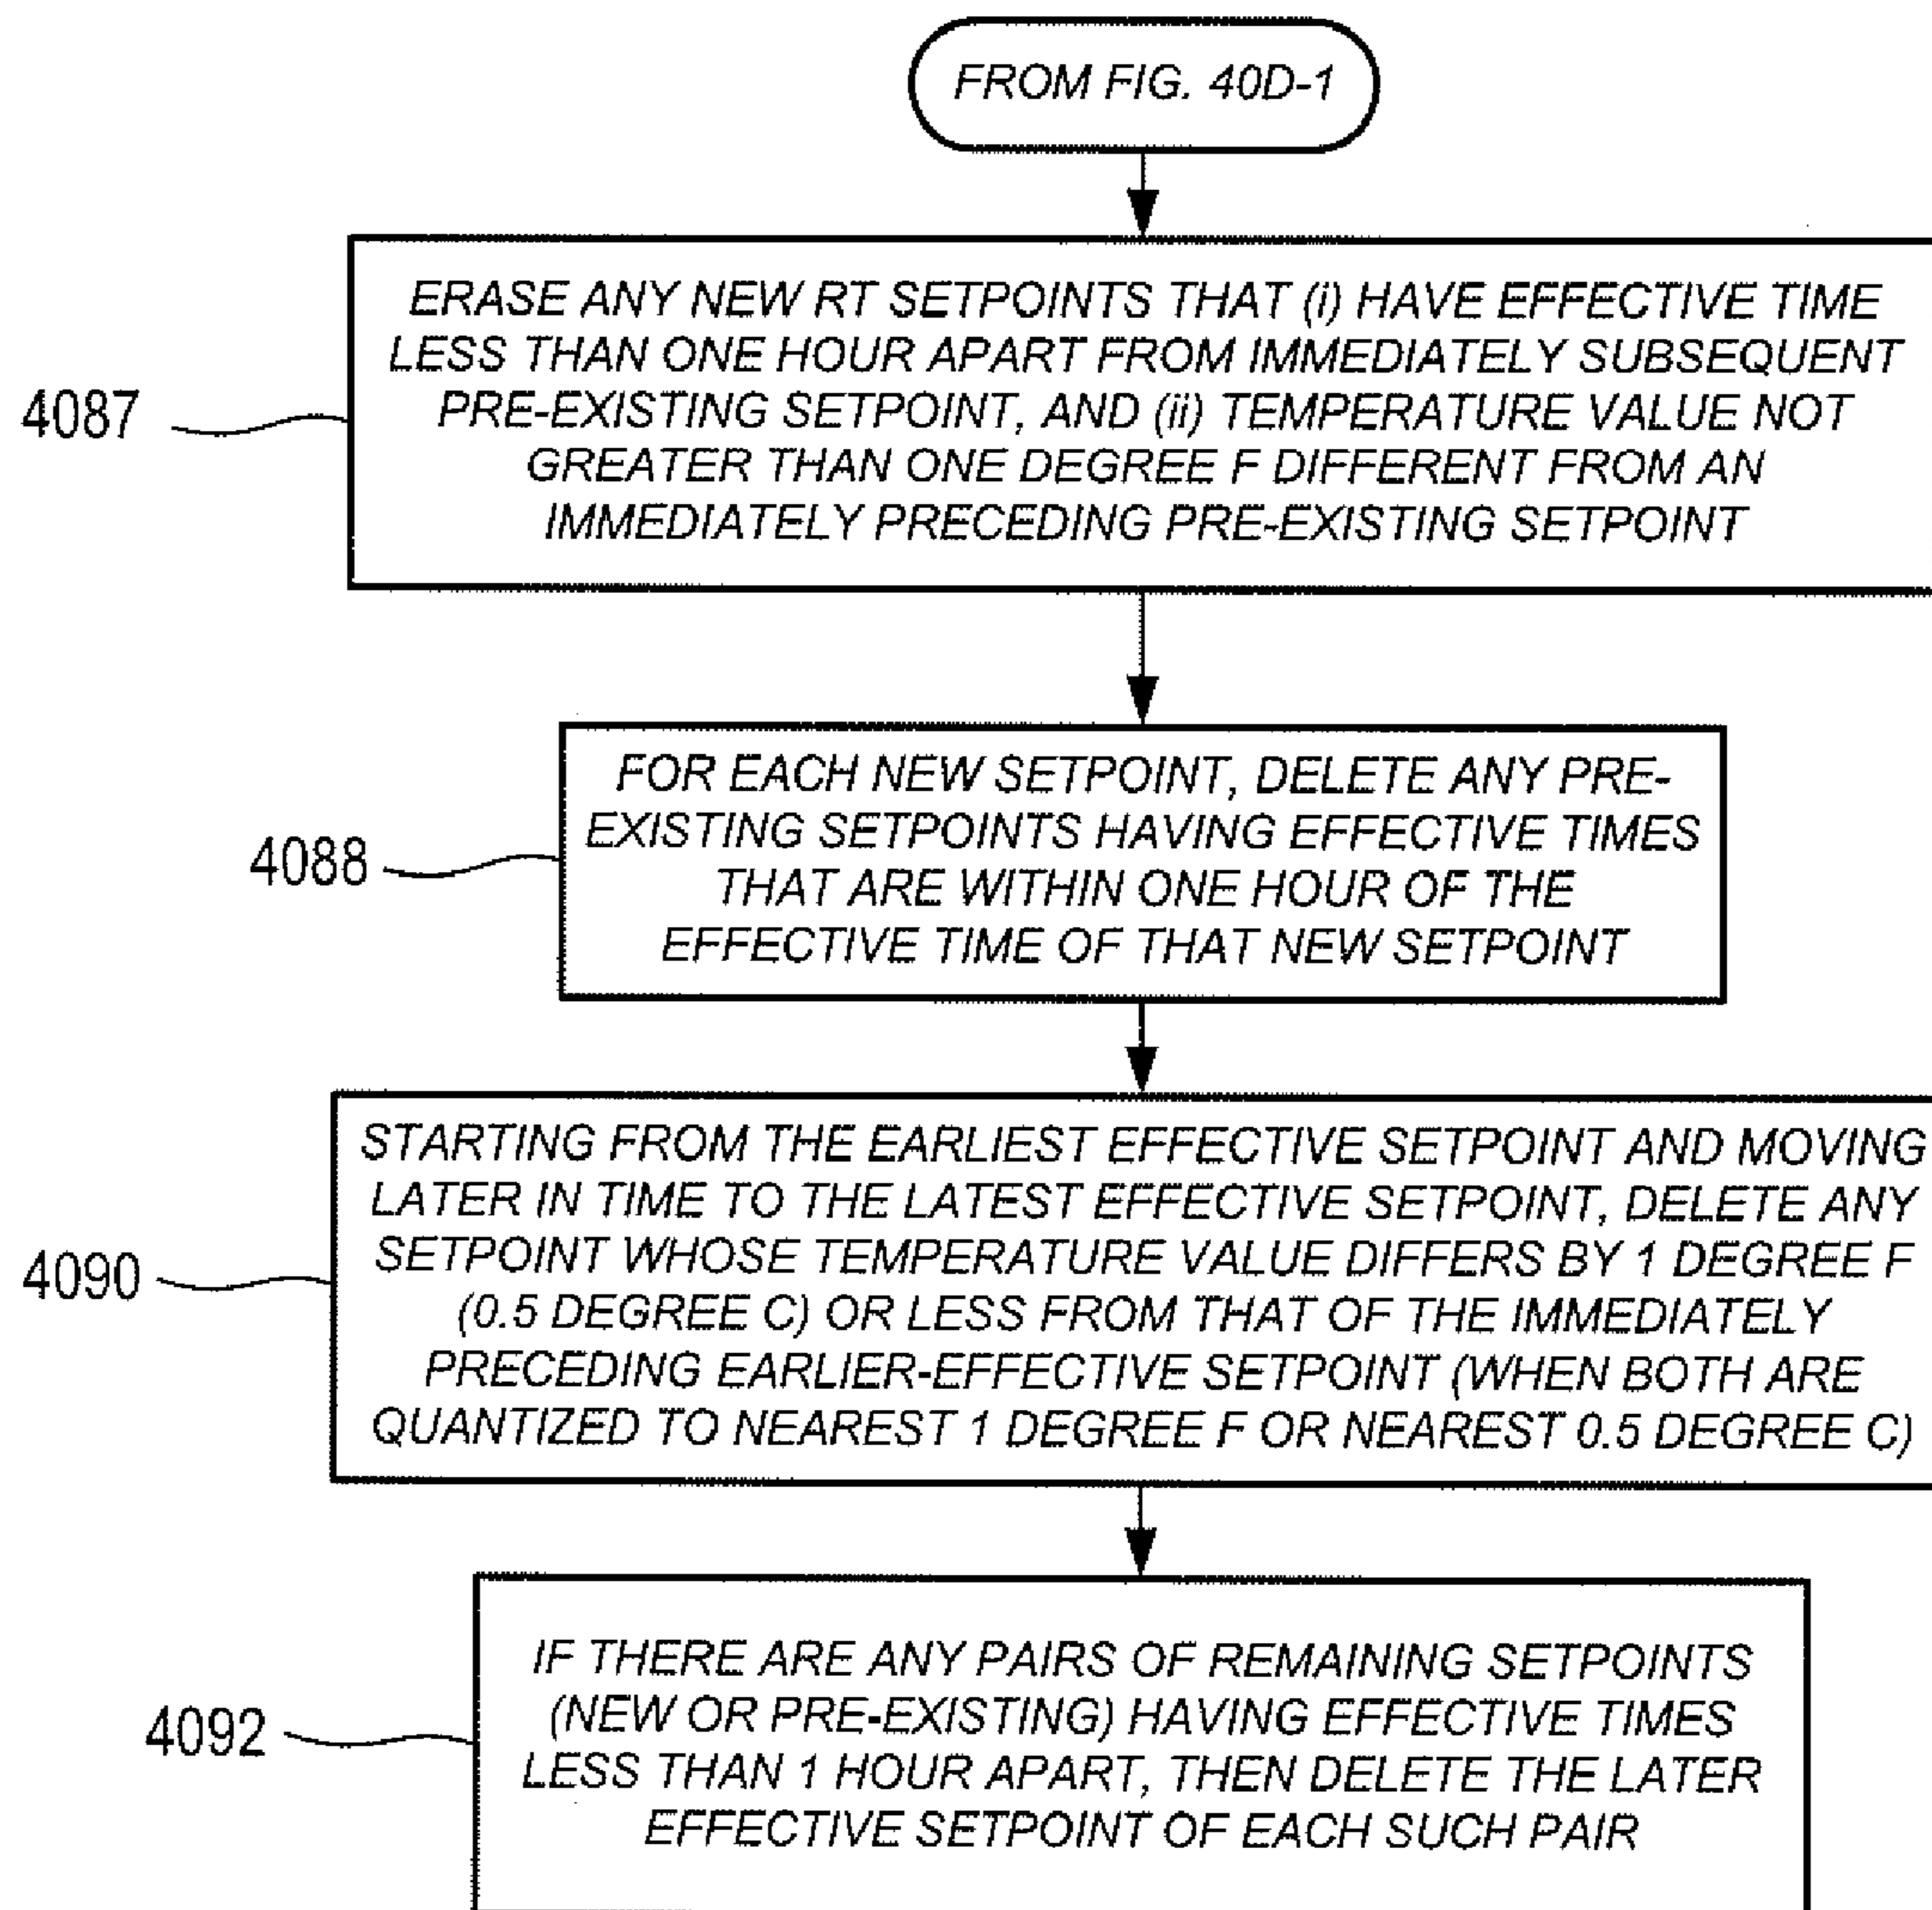 FROM FIG. 40D-1
4087
ERASE ANY NEW RT SETPOINTS THAT (i) HAVE EFFECTIVE TIME
LESS THAN ONE HOUR APART FROM IMMEDIATELY SUBSEQUENT
PRE-EXISTING SETPOINT, AND (ii) TEMPERATURE VALUE NOT
GREATER THAN ONE DEGREE F DIFFERENT FROM AN
IMMEDIATELY PRECEDING PRE-EXISTING SETPOINT
4088
FOR EACH NEW SETPOINT, DELETE ANY PRE-
EXISTING SETPOINTS HAVING EFFECTIVE TIMES
THAT ARE WITHIN ONE HOUR OF THE
EFFECTIVE TIME OF THAT NEW SETPOINT
4090
STARTING FROM THE EARLIEST EFFECTIVE SETPOINT AND MOVING
LATER IN TIME TO THE LATEST EFFECTIVE SETPOINT, DELETE ANY
SETPOINT WHOSE TEMPERATURE VALUE DIFFERS BY 1 DEGREE F
(0.5 DEGREE C) OR LESS FROM THAT OF THE IMMEDIATELY
PRECEDING EARLIER-EFFECTIVE SETPOINT (WHEN BOTH ARE
QUANTIZED TO NEAREST 1 DEGREE F OR NEAREST 0.5 DEGREE C)
4092
IF THERE ARE ANY PAIRS OF REMAINING SETPOINTS
(NEW OR PRE-EXISTING) HAVING EFFECTIVE TIMES
LESS THAN 1 HOUR APART, THEN DELETE THE LATER
EFFECTIVE SETPOINT OF EACH SUCH PAIR